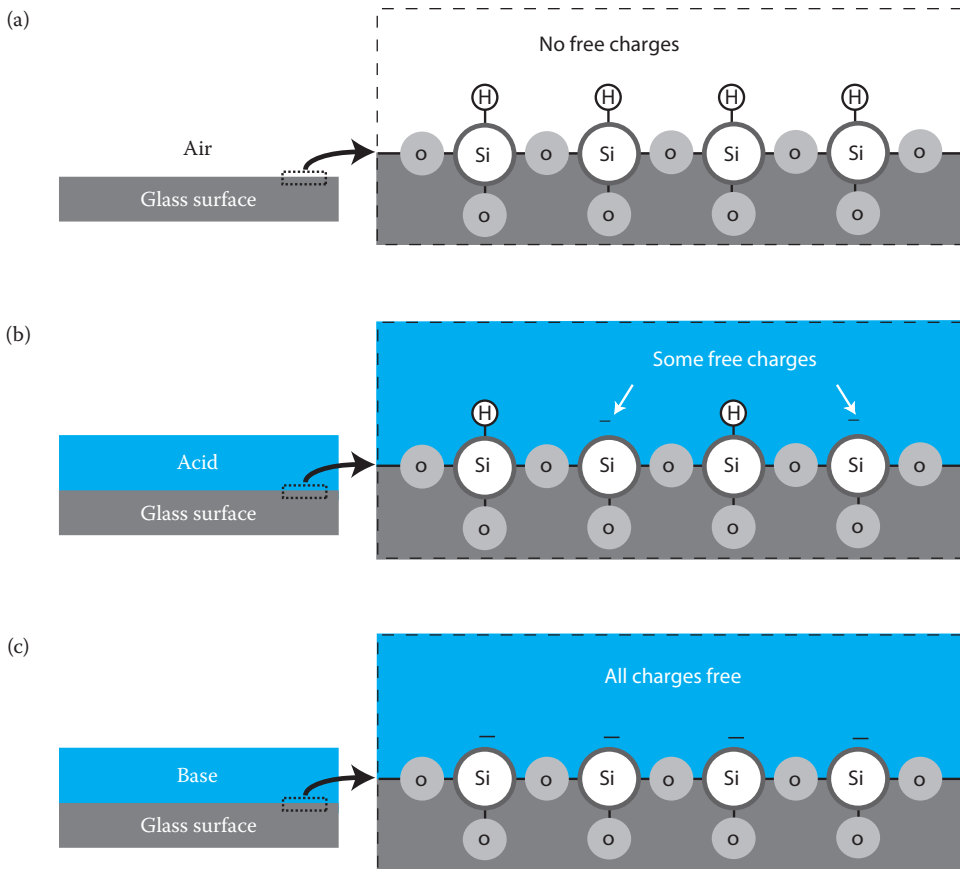 (a)
No free charges
H H H H
Air
o Si o Si o Si o Si o
Glass surface
o o o o
(b)
Some free charges
– –
H H
Acid
o Si o Si o Si o Si o
Glass surface
o o o o
(c)
All charges free
– – – –
Base
o Si o Si o Si o Si o
Glass surface
o o o o